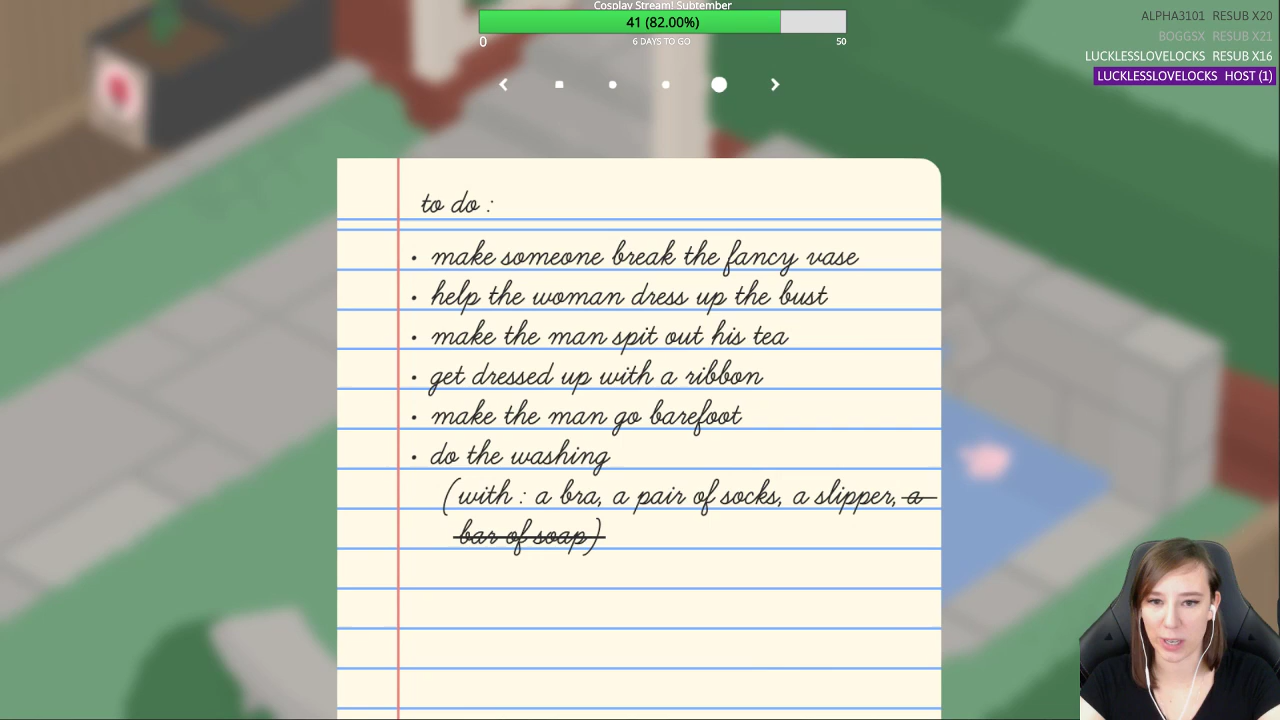 Cosplay Stream! Subtember
41 (82.00%)
0 6 DAYS TO GO 50
ALPHA3101 RESUB X20
BOGGSX RESUB X21
LUCKLESSLOVELOCKS RESUB X16
LUCKLESSLOVELOCKS HOST (1)
to do :
• make someone break the fancy vase
• help the woman dress up the bust
• make the man spit out his tea
• get dressed up with a ribbon
• make the man go barefoot
• do the washing
(with : a bra, a pair of socks, a slipper, a
bar of soap)